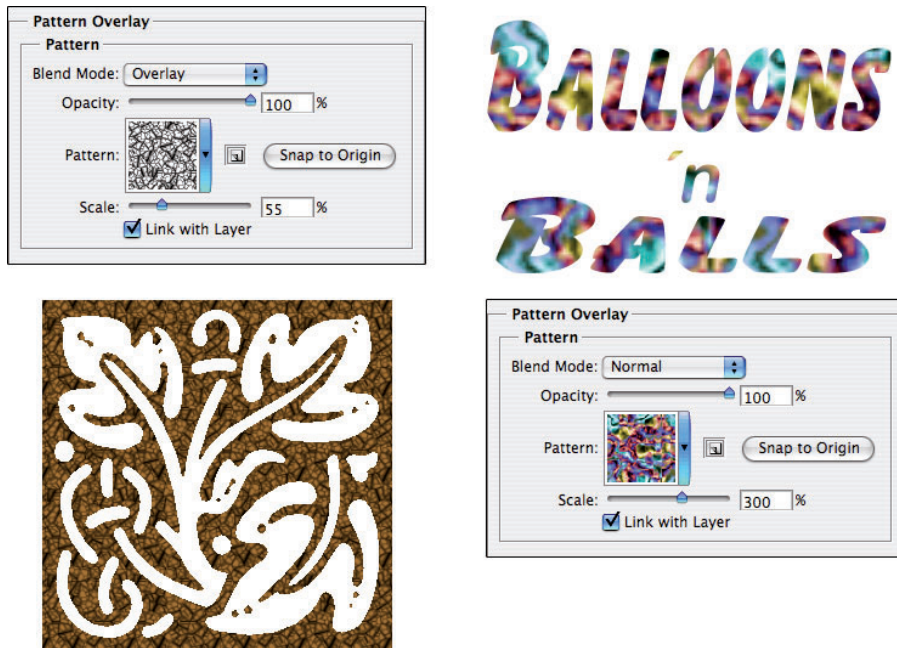 Pattern Overlay
Pattern
Blend Mode: Overlay
Opacity: 100 %
Pattern: Snap to Origin
Scale: 55 %
Link with Layer
BALLOONS
´n
BALLS
Pattern Overlay
Pattern
Blend Mode: Normal
Opacity: 100 %
Pattern: Snap to Origin
Scale: 300 %
Link with Layer